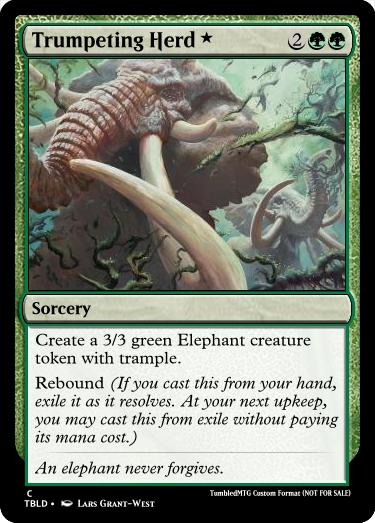 Trumpeting Herd ★ 2
Sorcery
Create a 3/3 green Elephant creature
token with trample.
Rebound (If you cast this from your hand,
exile it as it resolves. At your next upkeep,
you may cast this from exile without paying
its mana cost.)
An elephant never forgives.
C
TBLD • Lars Grant-West
TumbledMTG Custom Format (NOT FOR SALE)